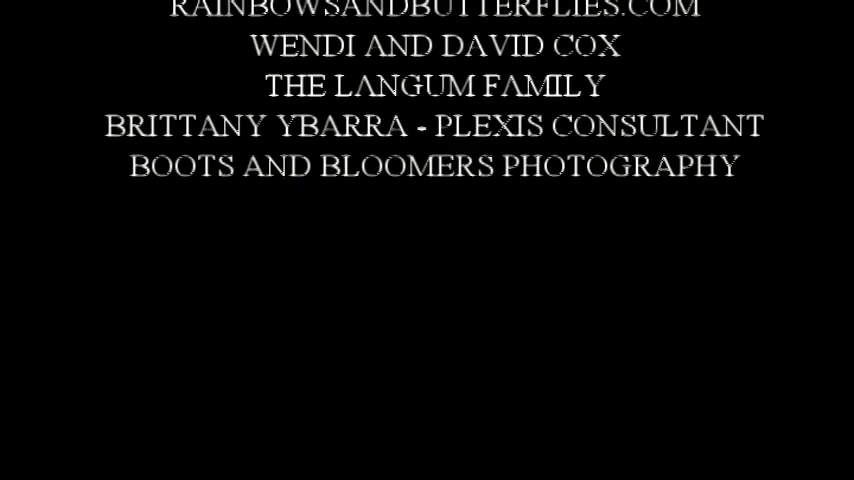 RAINBOWSANDBUTTERFLIES.COM
WENDI AND DAVID COX
THE LANGUM FAMILY
BRITTANY YBARRA - PLEXIS CONSULTANT
BOOTS AND BLOOMERS PHOTOGRAPHY